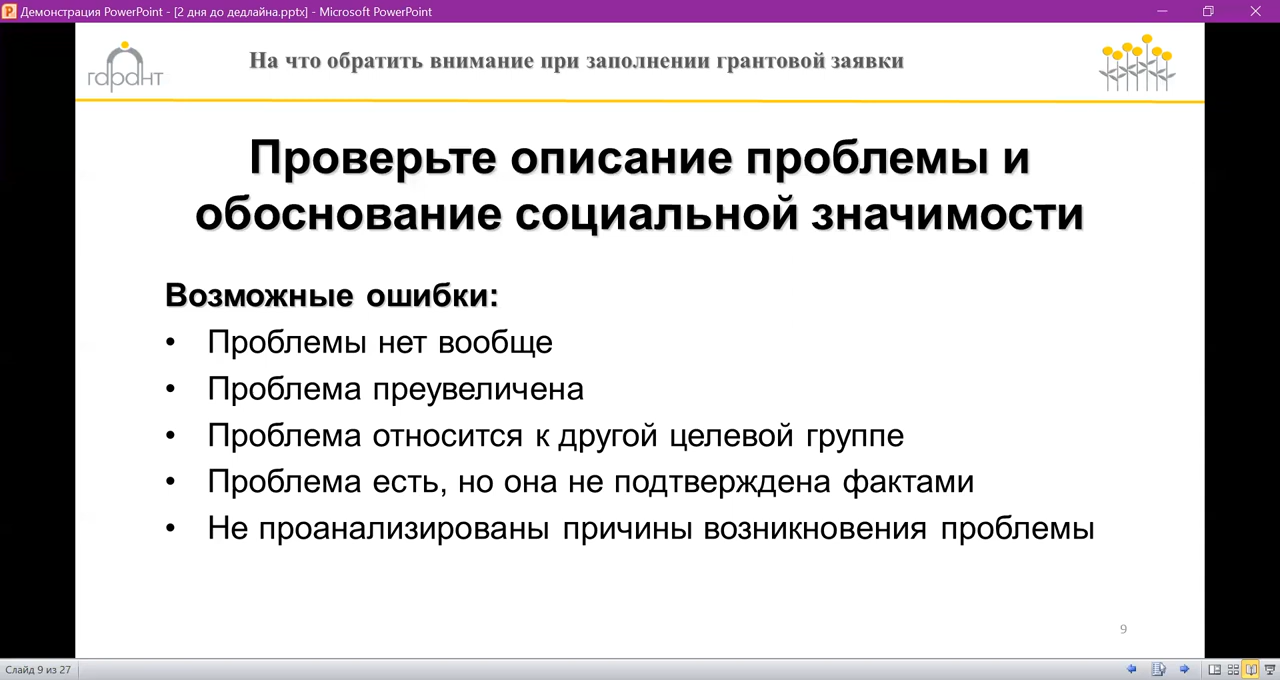 Демонстрация PowerPoint - [2 дня до дедлайна.pptx] - Microsoft PowerPoint
гарант
На что обратить внимание при заполнении грантовой заявки
Проверьте описание проблемы и
обоснование социальной значимости
Возможные ошибки:
• Проблемы нет вообще
• Проблема преувеличена
• Проблема относится к другой целевой группе
• Проблема есть, но она не подтверждена фактами
• Не проанализированы причины возникновения проблемы
9
Слайд 9 из 27